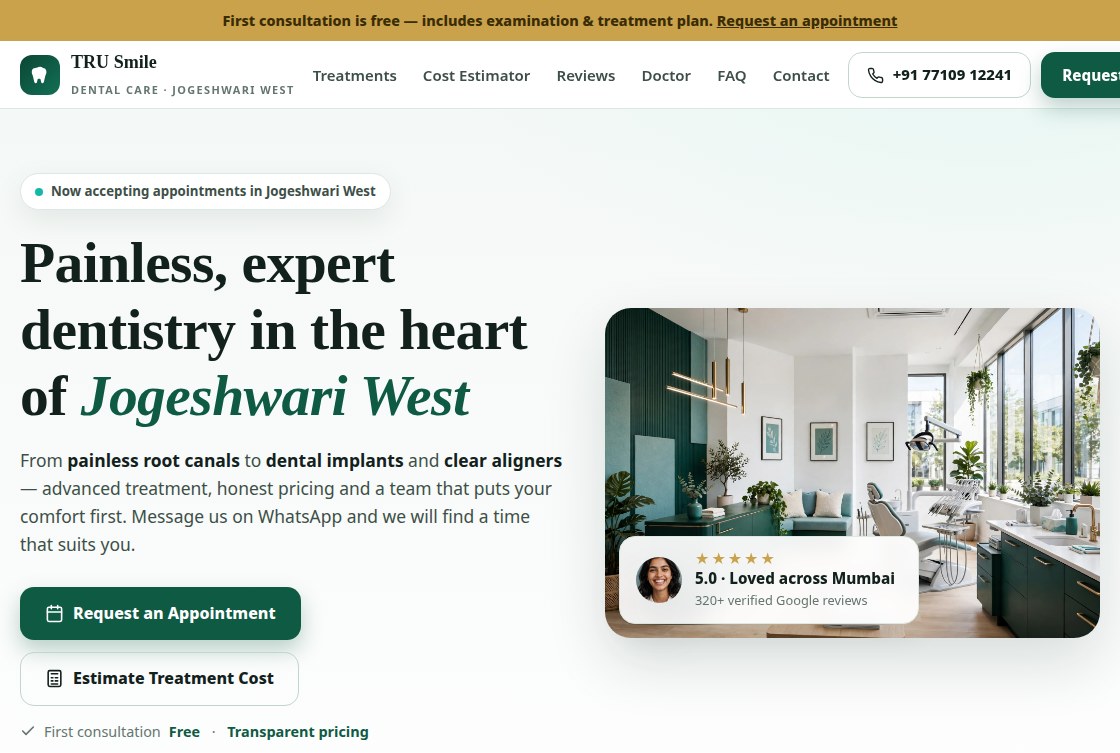 First consultation is free — includes examination & treatment plan. Request an appointment
TRU Smile
DENTAL CARE · JOGESHWARI WEST
Treatments
Cost Estimator
Reviews
Doctor
FAQ
Contact
+91 77109 12241
Now accepting appointments in Jogeshwari West
Painless, expert
dentistry in the heart
of Jogeshwari West
From painless root canals to dental implants and clear aligners
— advanced treatment, honest pricing and a team that puts your
comfort first. Message us on WhatsApp and we will find a time
that suits you.
★★★★★
5.0 · Loved across Mumbai
320+ verified Google reviews
Request an Appointment
Estimate Treatment Cost
First consultation Free · Transparent pricing